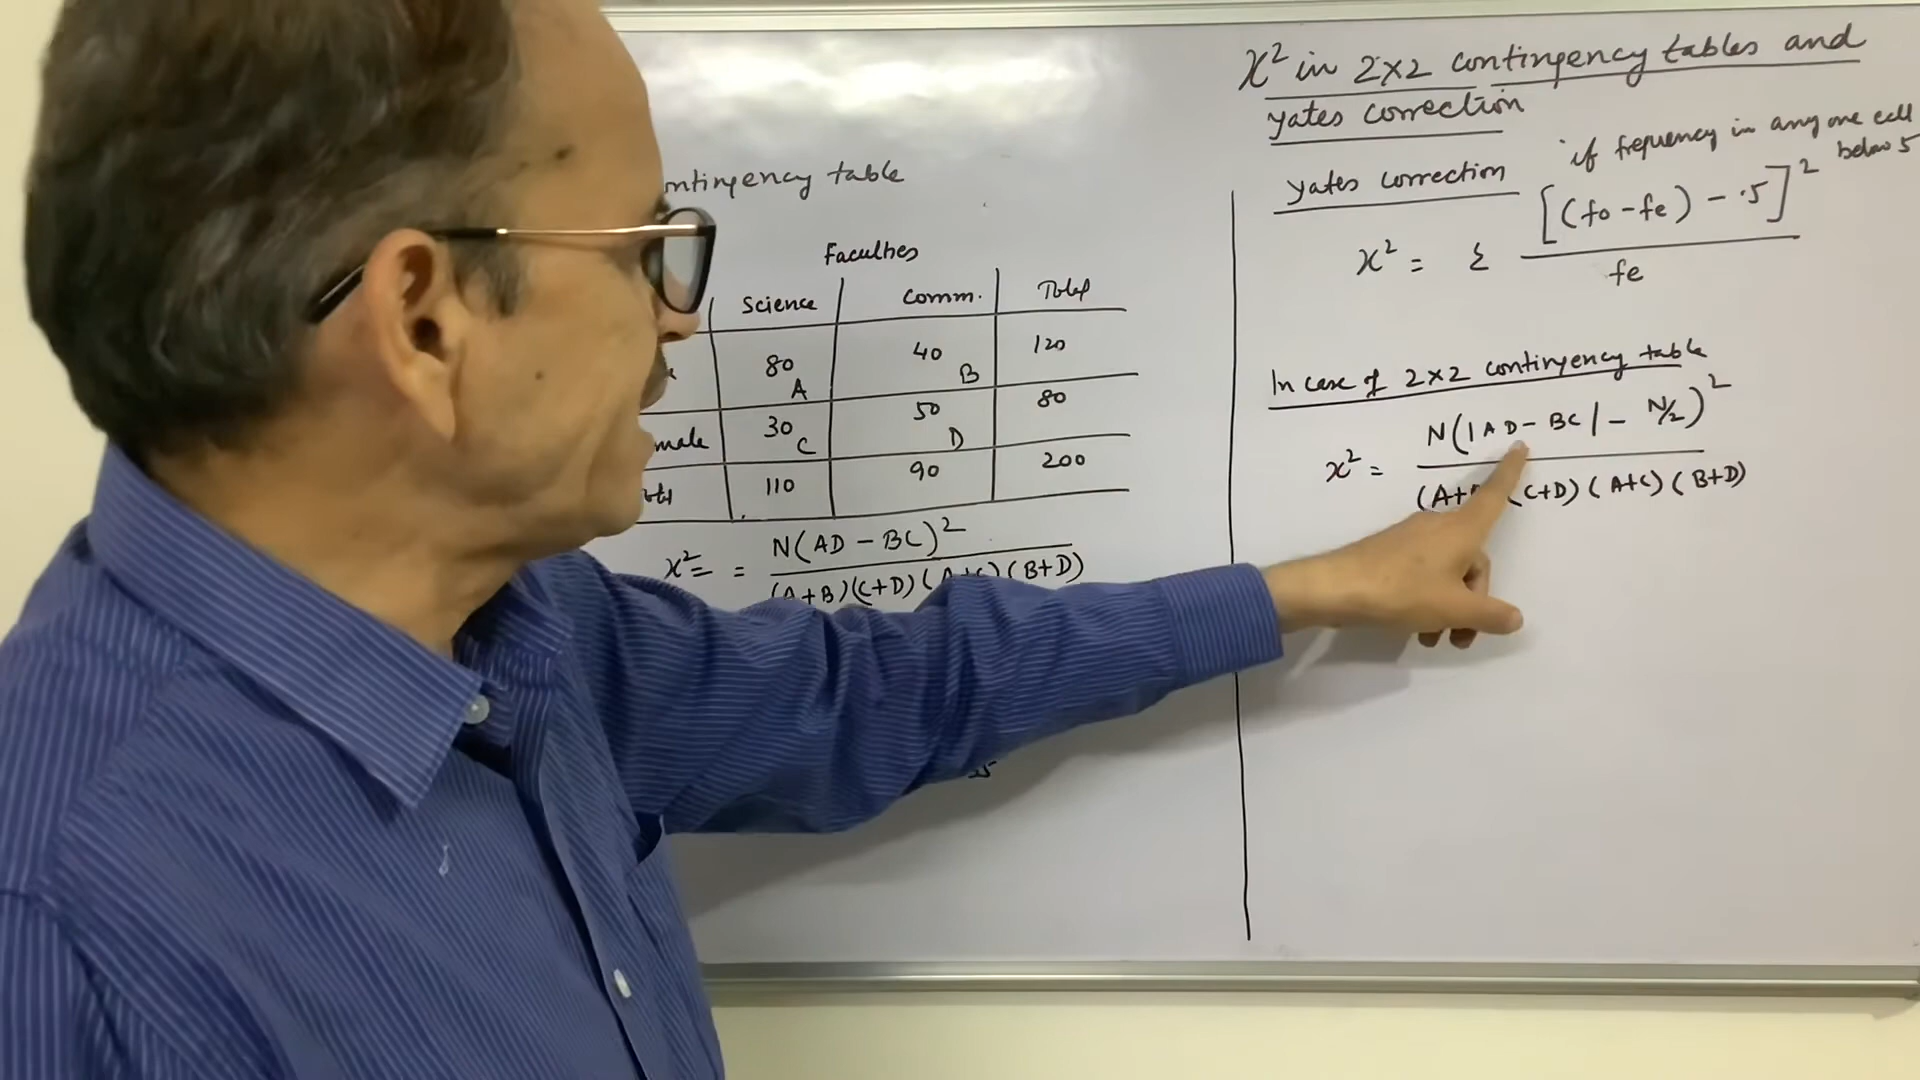 χ² in 2×2 contingency tables and
yates correction
contingency table
Faculties
Science Comm. Total
80 A 40 B 120
male 30 C 50 D 80
110 90 200
χ² = = N(AD - BC)² / (A+B)(C+D)(A+C)(B+D)
yates correction if frequency in any one cell
below 5
χ² = Σ [(fo - fe) - .5]² / fe
In case of 2×2 contingency table
χ² = N(|AD - BC| - N/2)² / (A+ C+D)(A+C)(B+D)